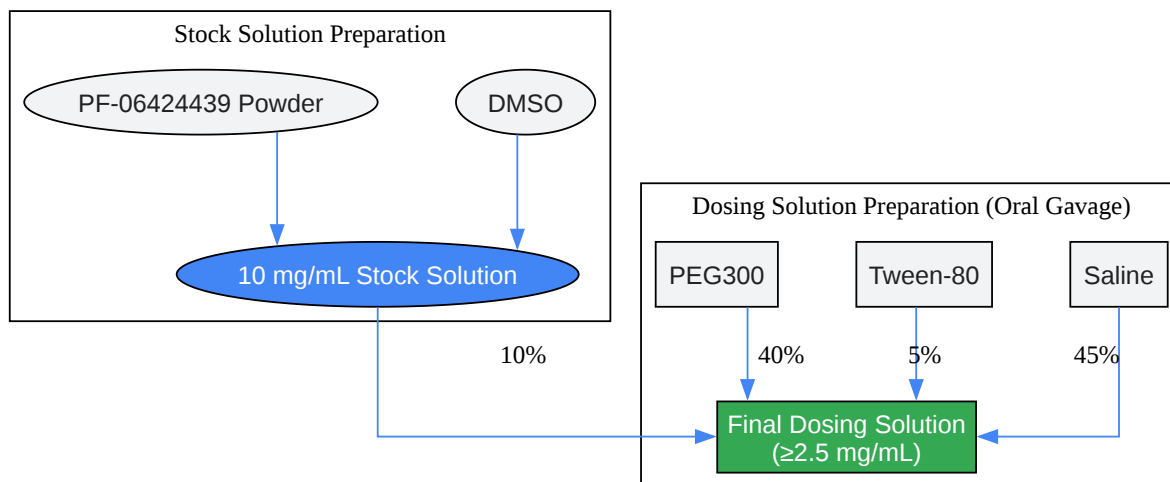 Stock Solution Preparation
PF-06424439 Powder
DMSO
10 mg/mL Stock Solution
Dosing Solution Preparation (Oral Gavage)
PEG300
Tween-80
Saline
10%
40%
5%
45%
Final Dosing Solution
(≥2.5 mg/mL)